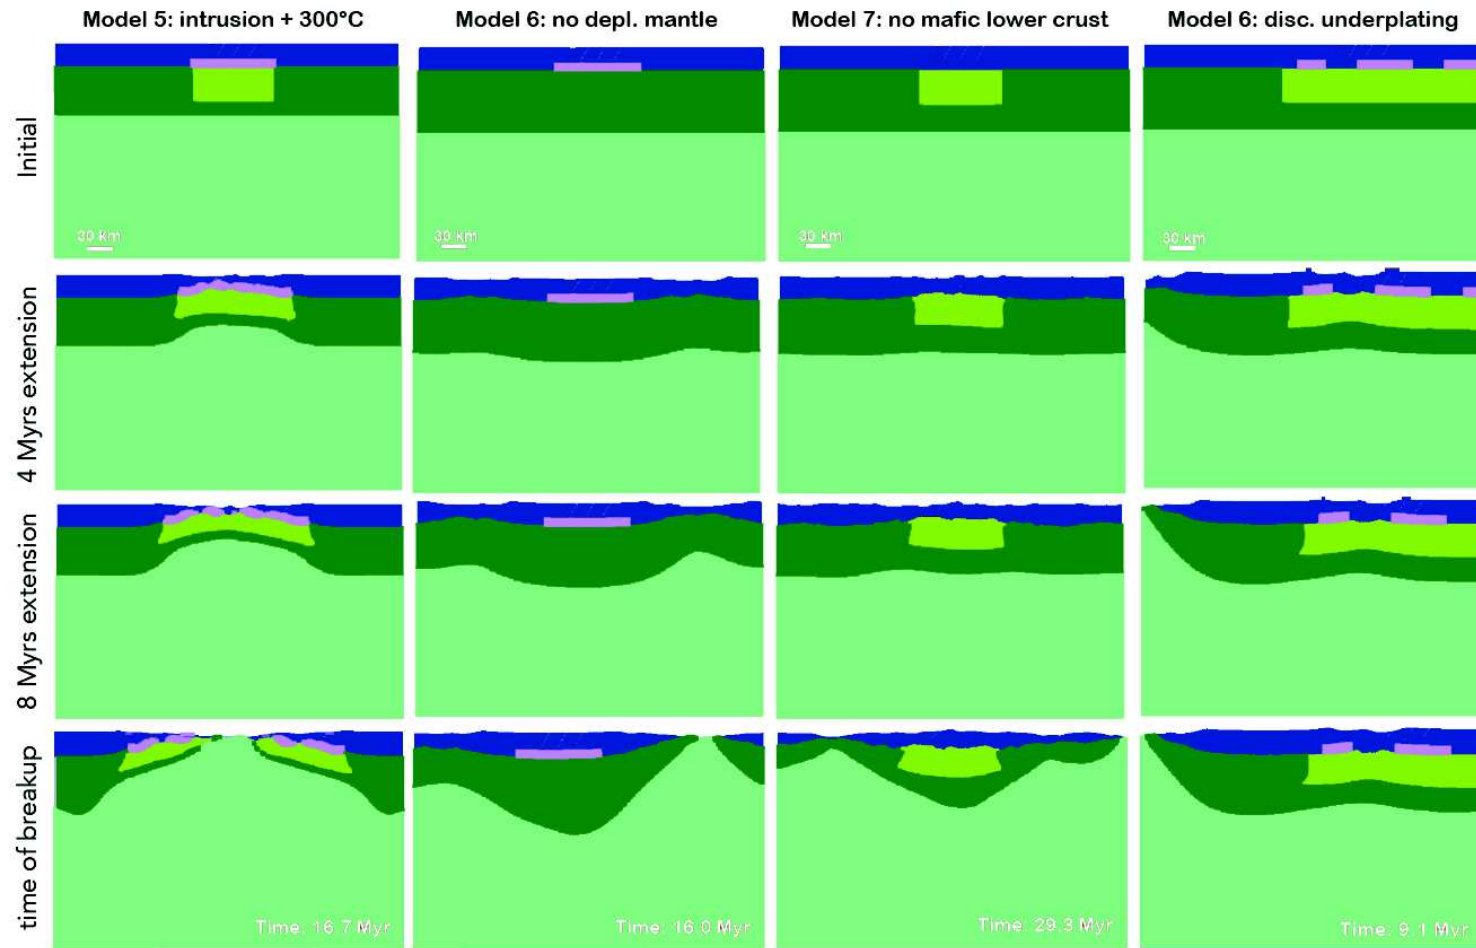 Model 5: intrusion + 300°C
Model 6: no depl. mantle
Model 7: no mafic lower crust
Model 6: disc. underplating
Initial
30 km
30 km
30 km
30 km
4 Myrs extension
8 Myrs extension
time of breakup
Time: 16.7 Myr
Time: 16.0 Myr
Time: 29.3 Myr
Time: 9.1 Myr